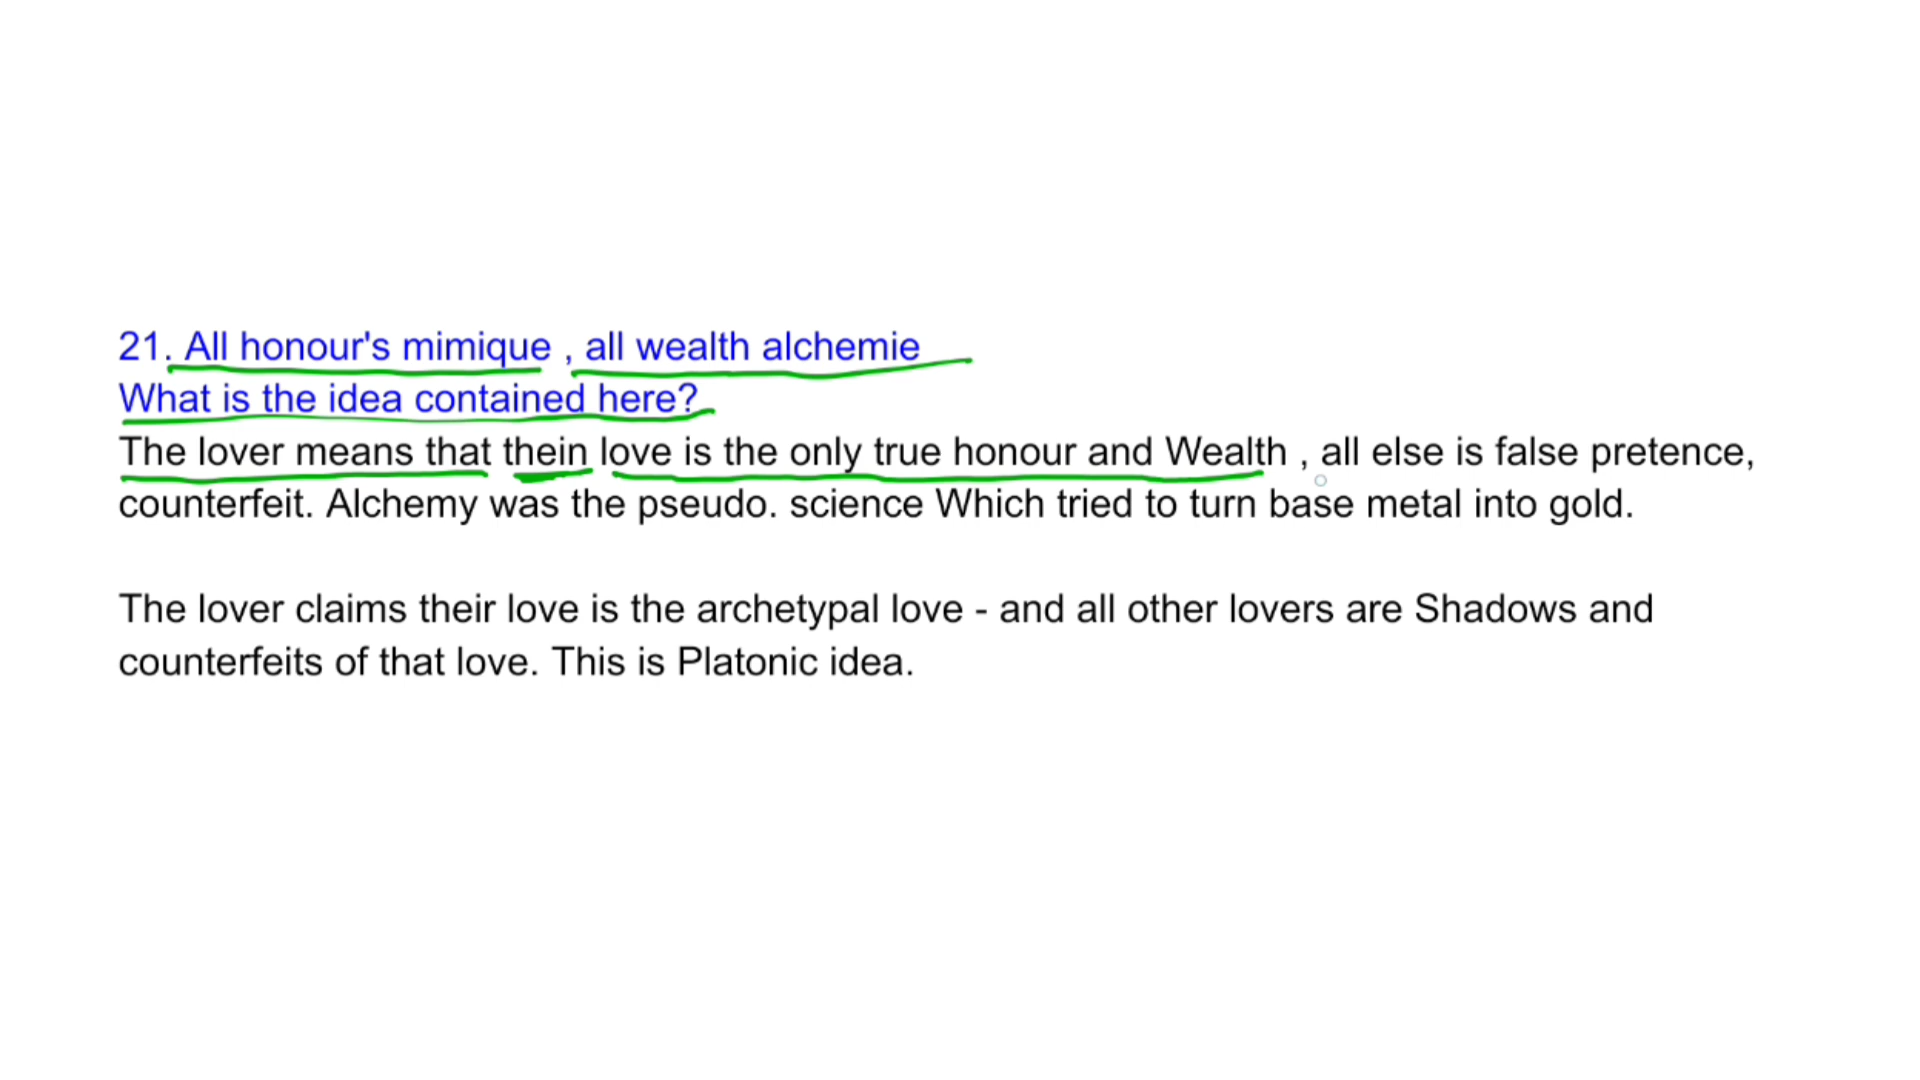 21. All honour's mimique , all wealth alchemie
What is the idea contained here?
The lover means that thein love is the only true honour and Wealth , all else is false pretence,
counterfeit. Alchemy was the pseudo. science Which tried to turn base metal into gold.
The lover claims their love is the archetypal love - and all other lovers are Shadows and
counterfeits of that love. This is Platonic idea.